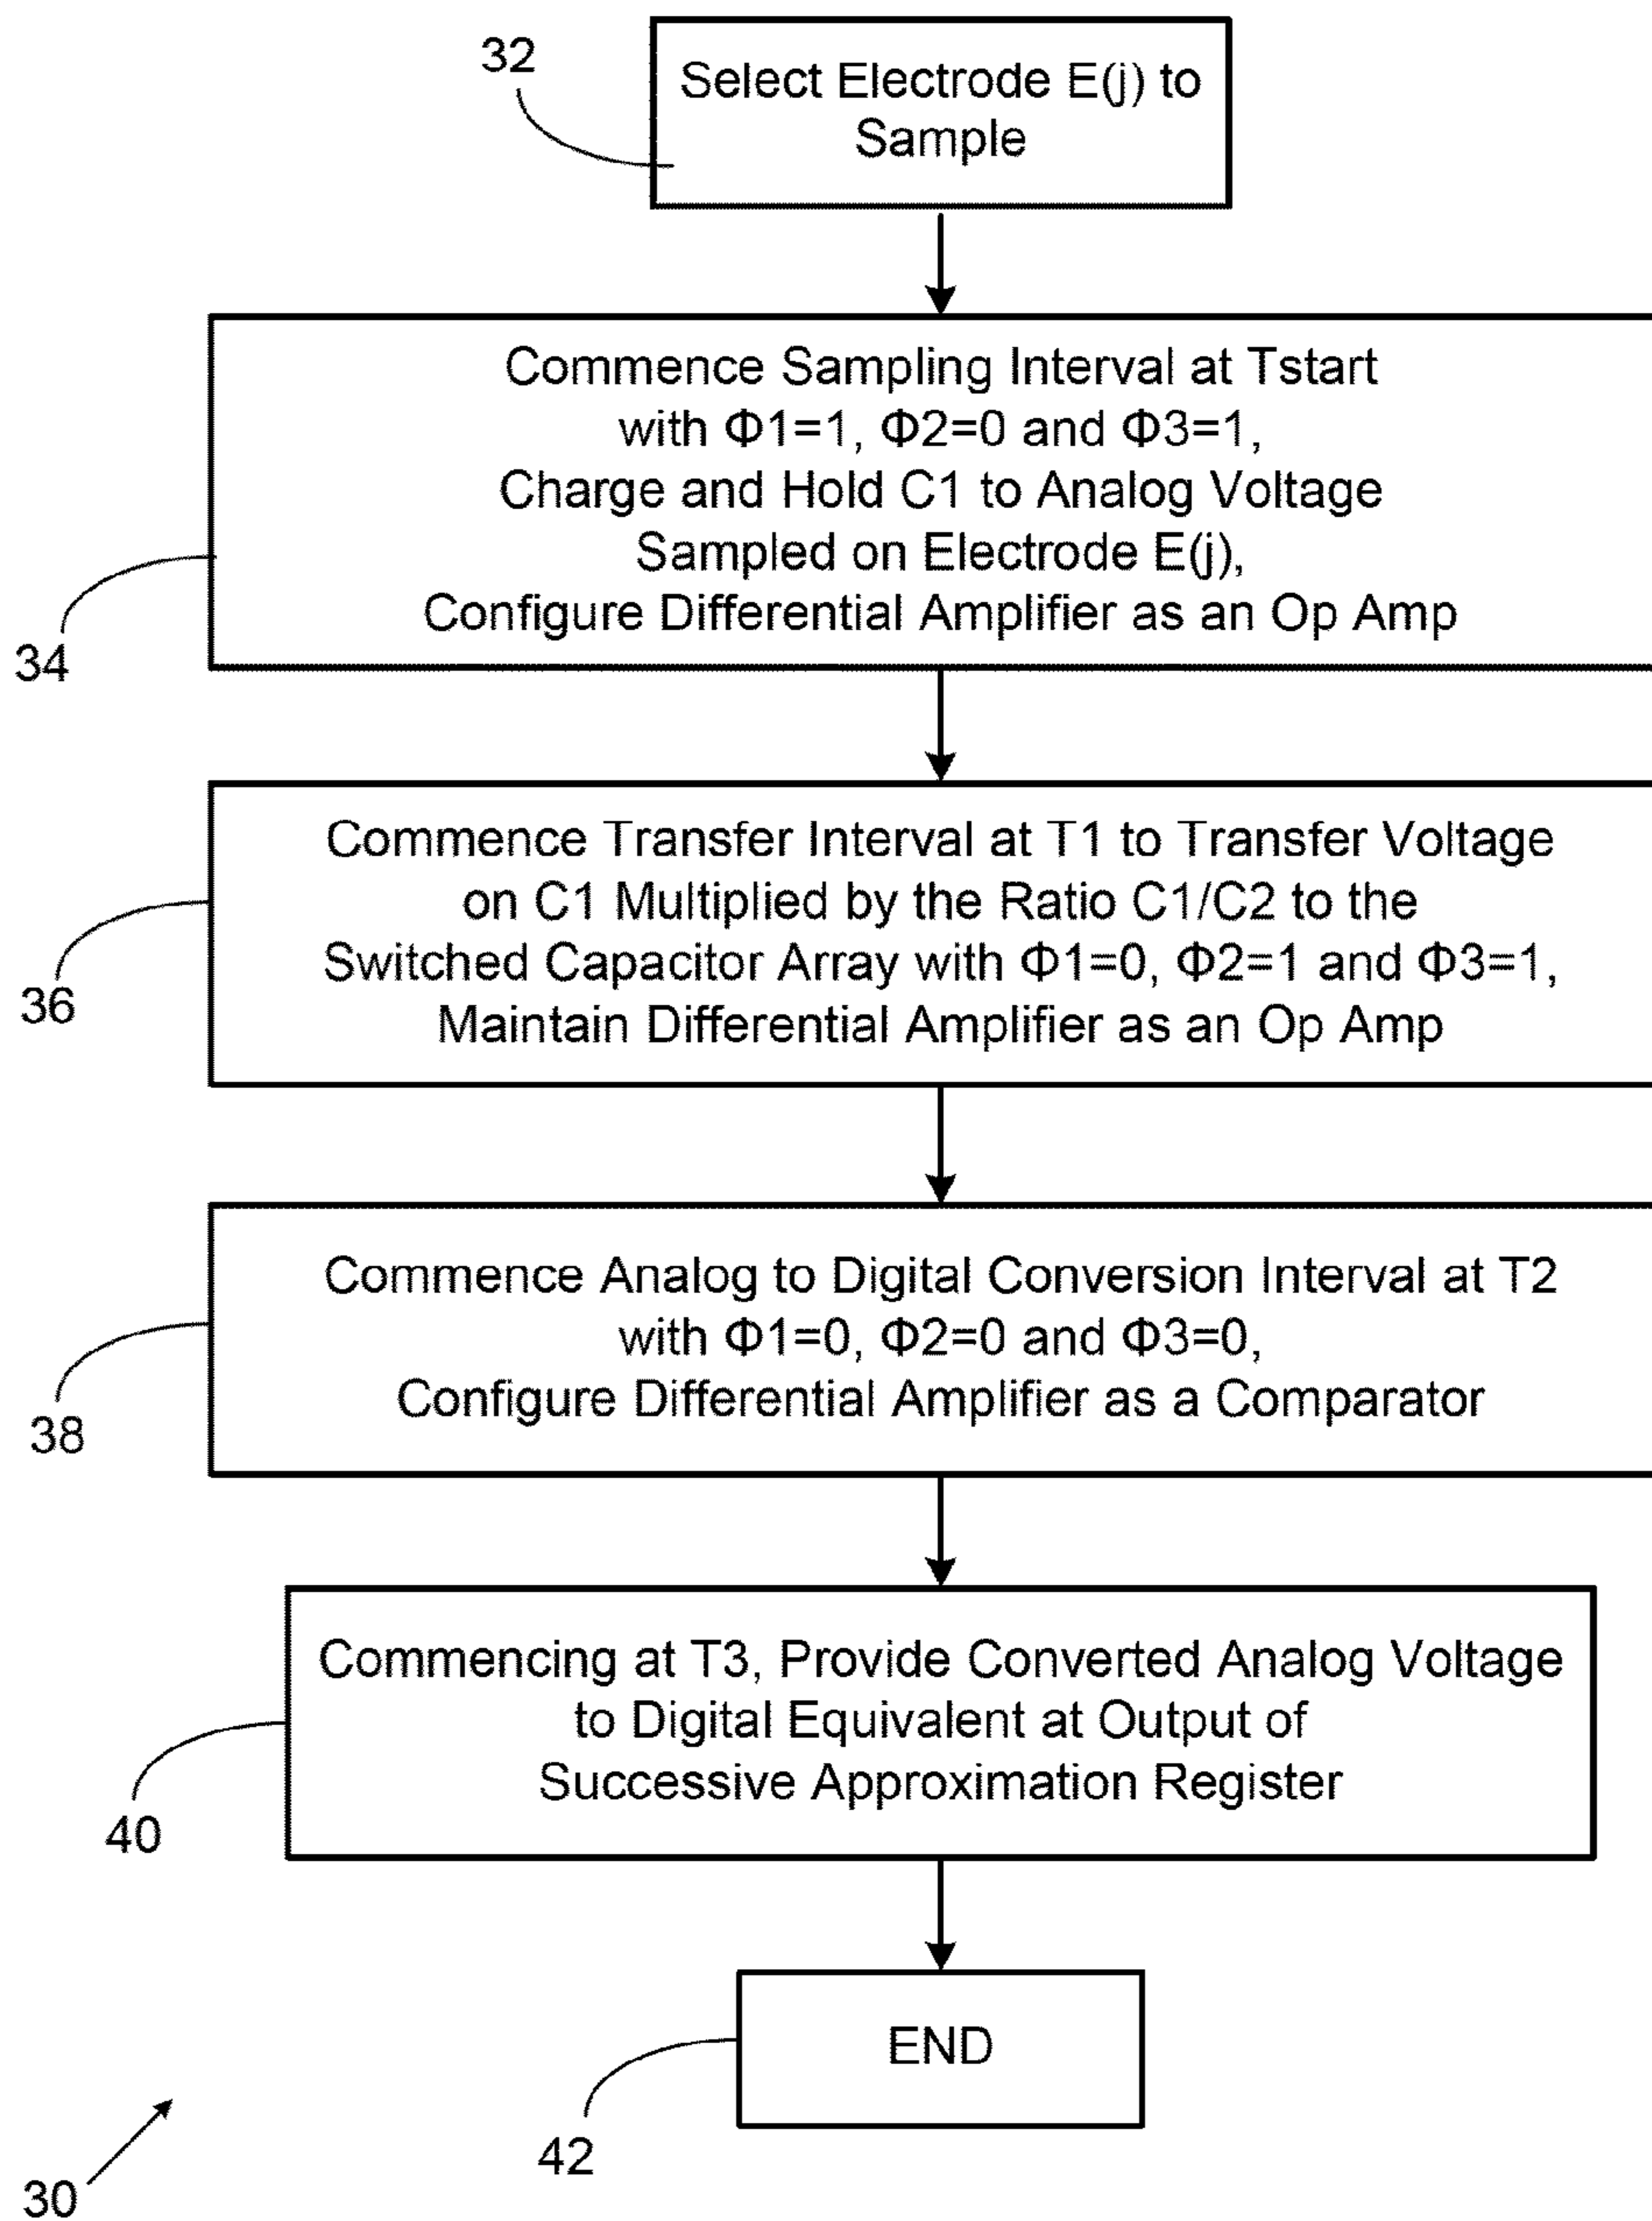 32
Select Electrode E(j) to
Sample
34
Commence Sampling Interval at Tstart
with Φ1=1, Φ2=0 and Φ3=1,
Charge and Hold C1 to Analog Voltage
Sampled on Electrode E(j),
Configure Differential Amplifier as an Op Amp
36
Commence Transfer Interval at T1 to Transfer Voltage
on C1 Multiplied by the Ratio C1/C2 to the
Switched Capacitor Array with Φ1=0, Φ2=1 and Φ3=1,
Maintain Differential Amplifier as an Op Amp
38
Commence Analog to Digital Conversion Interval at T2
with Φ1=0, Φ2=0 and Φ3=0,
Configure Differential Amplifier as a Comparator
40
Commencing at T3, Provide Converted Analog Voltage
to Digital Equivalent at Output of
Successive Approximation Register
42
END
30